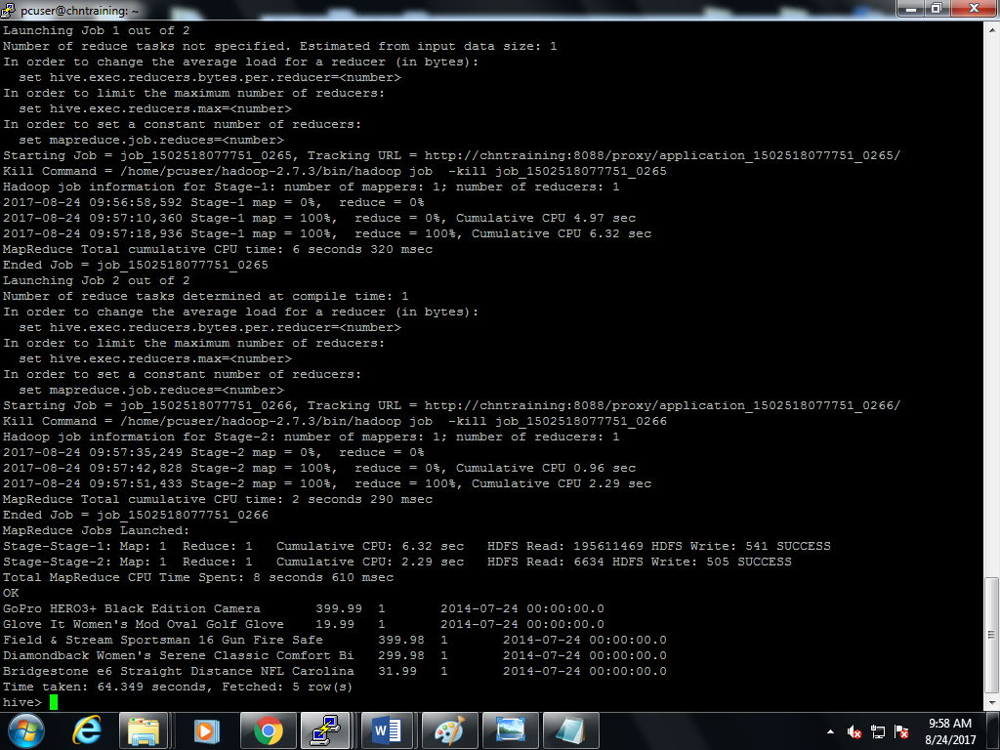 pcuser@chntraining: ~
Launching Job 1 out of 2
Number of reduce tasks not specified. Estimated from input data size: 1
In order to change the average load for a reducer (in bytes):
  set hive.exec.reducers.bytes.per.reducer=<number>
In order to limit the maximum number of reducers:
  set hive.exec.reducers.max=<number>
In order to set a constant number of reducers:
  set mapreduce.job.reduces=<number>
Starting Job = job_1502518077751_0265, Tracking URL = http://chntraining:8088/proxy/application_1502518077751_0265/
Kill Command = /home/pcuser/hadoop-2.7.3/bin/hadoop job  -kill job_1502518077751_0265
Hadoop job information for Stage-1: number of mappers: 1; number of reducers: 1
2017-08-24 09:56:58,592 Stage-1 map = 0%,  reduce = 0%
2017-08-24 09:57:10,360 Stage-1 map = 100%,  reduce = 0%, Cumulative CPU 4.97 sec
2017-08-24 09:57:18,936 Stage-1 map = 100%,  reduce = 100%, Cumulative CPU 6.32 sec
MapReduce Total cumulative CPU time: 6 seconds 320 msec
Ended Job = job_1502518077751_0265
Launching Job 2 out of 2
Number of reduce tasks determined at compile time: 1
In order to change the average load for a reducer (in bytes):
  set hive.exec.reducers.bytes.per.reducer=<number>
In order to limit the maximum number of reducers:
  set hive.exec.reducers.max=<number>
In order to set a constant number of reducers:
  set mapreduce.job.reduces=<number>
Starting Job = job_1502518077751_0266, Tracking URL = http://chntraining:8088/proxy/application_1502518077751_0266/
Kill Command = /home/pcuser/hadoop-2.7.3/bin/hadoop job  -kill job_1502518077751_0266
Hadoop job information for Stage-2: number of mappers: 1; number of reducers: 1
2017-08-24 09:57:35,249 Stage-2 map = 0%,  reduce = 0%
2017-08-24 09:57:42,828 Stage-2 map = 100%,  reduce = 0%, Cumulative CPU 0.96 sec
2017-08-24 09:57:51,433 Stage-2 map = 100%,  reduce = 100%, Cumulative CPU 2.29 sec
MapReduce Total cumulative CPU time: 2 seconds 290 msec
Ended Job = job_1502518077751_0266
MapReduce Jobs Launched:
Stage-Stage-1: Map: 1  Reduce: 1   Cumulative CPU: 6.32 sec   HDFS Read: 195611469 HDFS Write: 541 SUCCESS
Stage-Stage-2: Map: 1  Reduce: 1   Cumulative CPU: 2.29 sec   HDFS Read: 6634 HDFS Write: 505 SUCCESS
Total MapReduce CPU Time Spent: 8 seconds 610 msec
OK
GoPro HERO3+ Black Edition Camera       399.99  1       2014-07-24 00:00:00.0
Glove It Women's Mod Oval Golf Glove    19.99   1       2014-07-24 00:00:00.0
Field & Stream Sportsman 16 Gun Fire Safe       399.98  1       2014-07-24 00:00:00.0
Diamondback Women's Serene Classic Comfort Bi   299.98  1       2014-07-24 00:00:00.0
Bridgestone e6 Straight Distance NFL Carolina   31.99   1       2014-07-24 00:00:00.0
Time taken: 64.349 seconds, Fetched: 5 row(s)
hive>
9:58 AM
8/24/2017